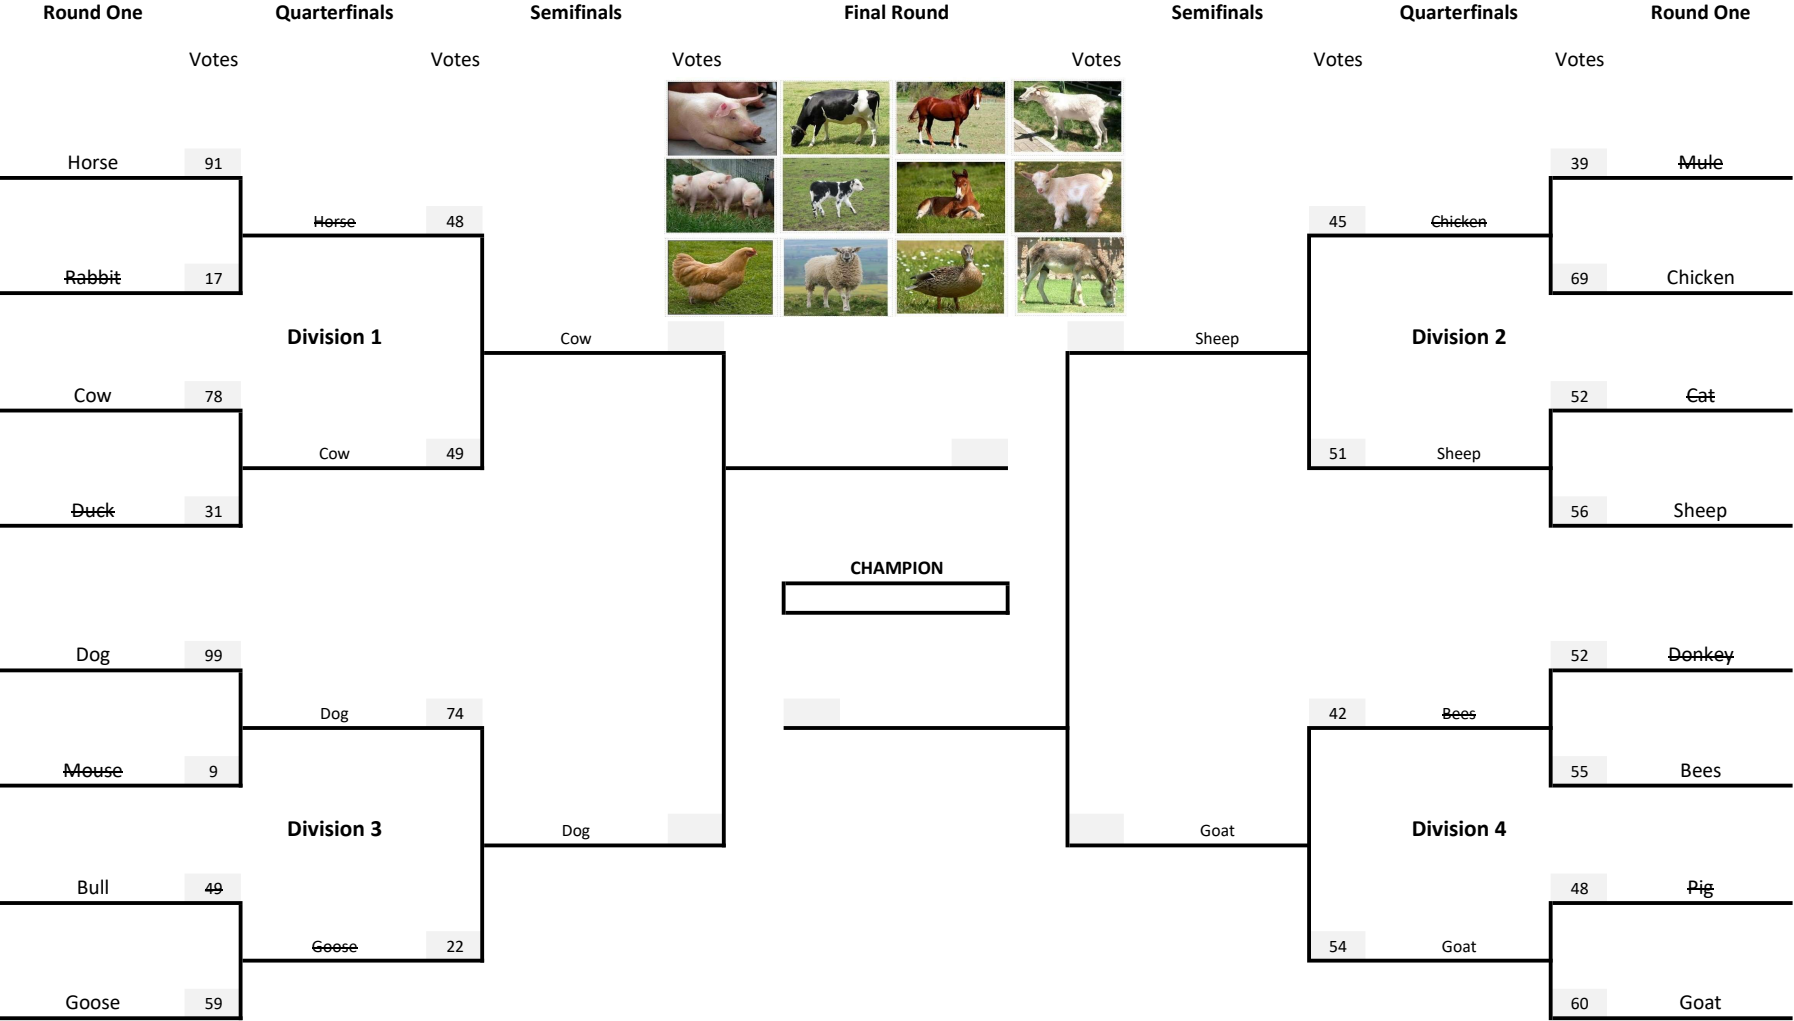 Round One Quarterfinals Semifinals Final Round Semifinals Quarterfinals Round One
Votes Votes Votes Votes Votes Votes
Horse 91 39 Mule
Horse 48 45 Chicken
Rabbit 17 69 Chicken
Division 1 Cow Sheep Division 2
Cow 78 52 Cat
Cow 49 51 Sheep
Duck 31 56 Sheep
CHAMPION
Dog 99 52 Donkey
Dog 74 42 Bees
Mouse 9 55 Bees
Division 3 Dog Goat Division 4
Bull 49 48 Pig
Goose 22 54 Goat
Goose 59 60 Goat